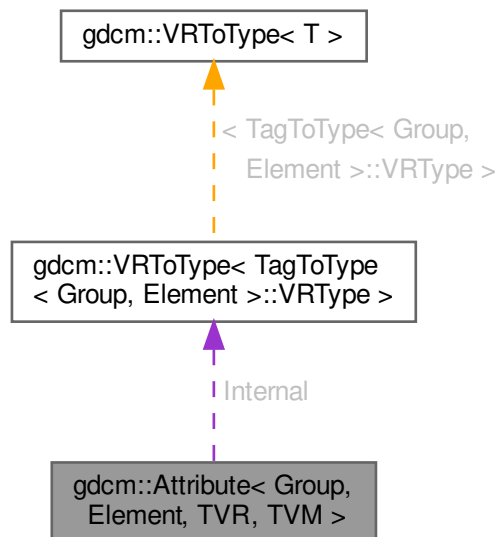 gdcm::VRToType< T >
< TagToType< Group,
Element >::VRType >
gdcm::VRToType< TagToType
< Group, Element >::VRType >
Internal
gdcm::Attribute< Group,
Element, TVR, TVM >